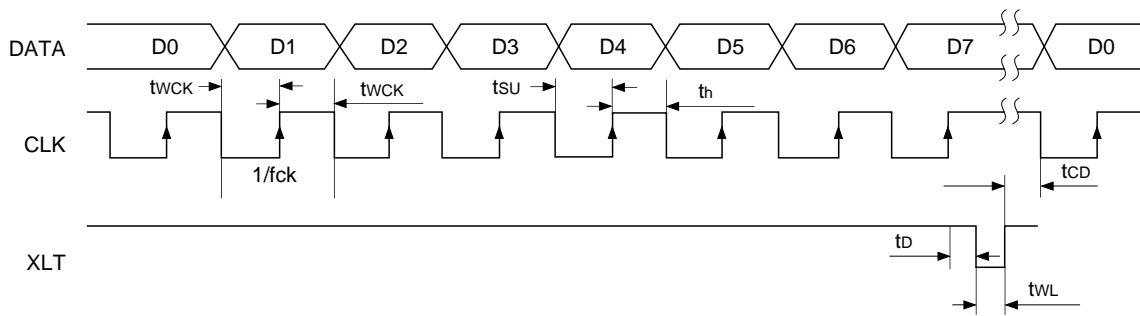 DATA D0 D1 D2 D3 D4 D5 D6 D7 D0
tWCK tWCK tSU th
CLK
1/fck tCD
XLT tD
tWL